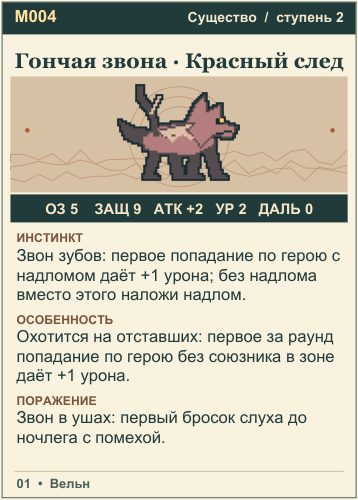 М004
Существо / ступень 2
Гончая звона · Красный след
ОЗ 5 ЗАЩ 9 АТК +2 УР 2 ДАЛЬ 0
ИНСТИНКТ
Звон зубов: первое попадание по герою с
надломом даёт +1 урона; без надлома
вместо этого наложи надлом.
ОСОБЕННОСТЬ
Охотится на отставших: первое за раунд
попадание по герою без союзника в зоне
даёт +1 урона.
ПОРАЖЕНИЕ
Звон в ушах: первый бросок слуха до
ночлега с помехой.
01 • Вельн